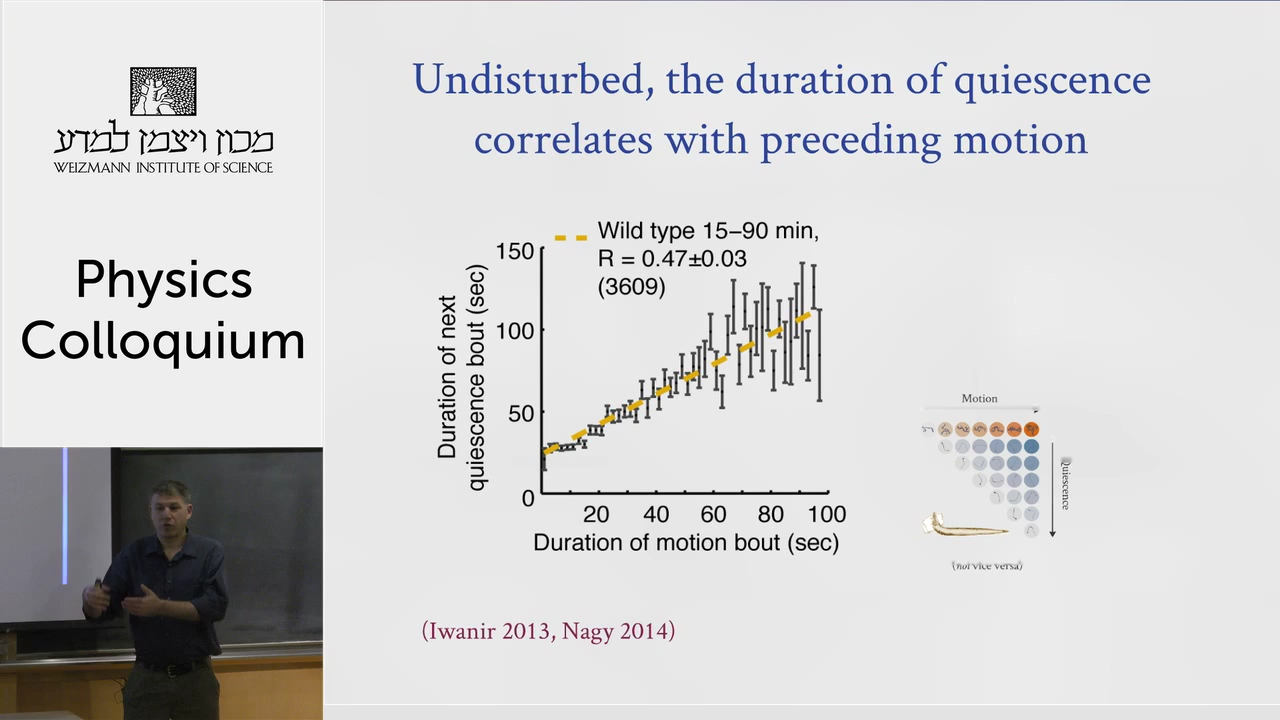 מכון ויצמן למדע
WEIZMANN INSTITUTE OF SCIENCE
Physics
Colloquium
Undisturbed, the duration of quiescence
correlates with preceding motion
Wild type 15–90 min,
R = 0.47±0.03
(3609)
Duration of next
quiescence bout (sec)
150
100
50
0
20 40 60 80 100
Duration of motion bout (sec)
Motion
Quiescence
(not vice versa)
(Iwanir 2013, Nagy 2014)